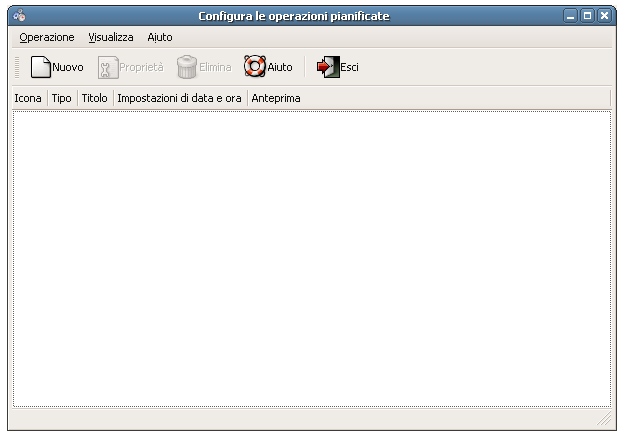 Configura le operazioni pianificate
Operazione Visualizza Aiuto
Nuovo Proprietà Elimina Aiuto Esci
Icona Tipo Titolo Impostazioni di data e ora Anteprima